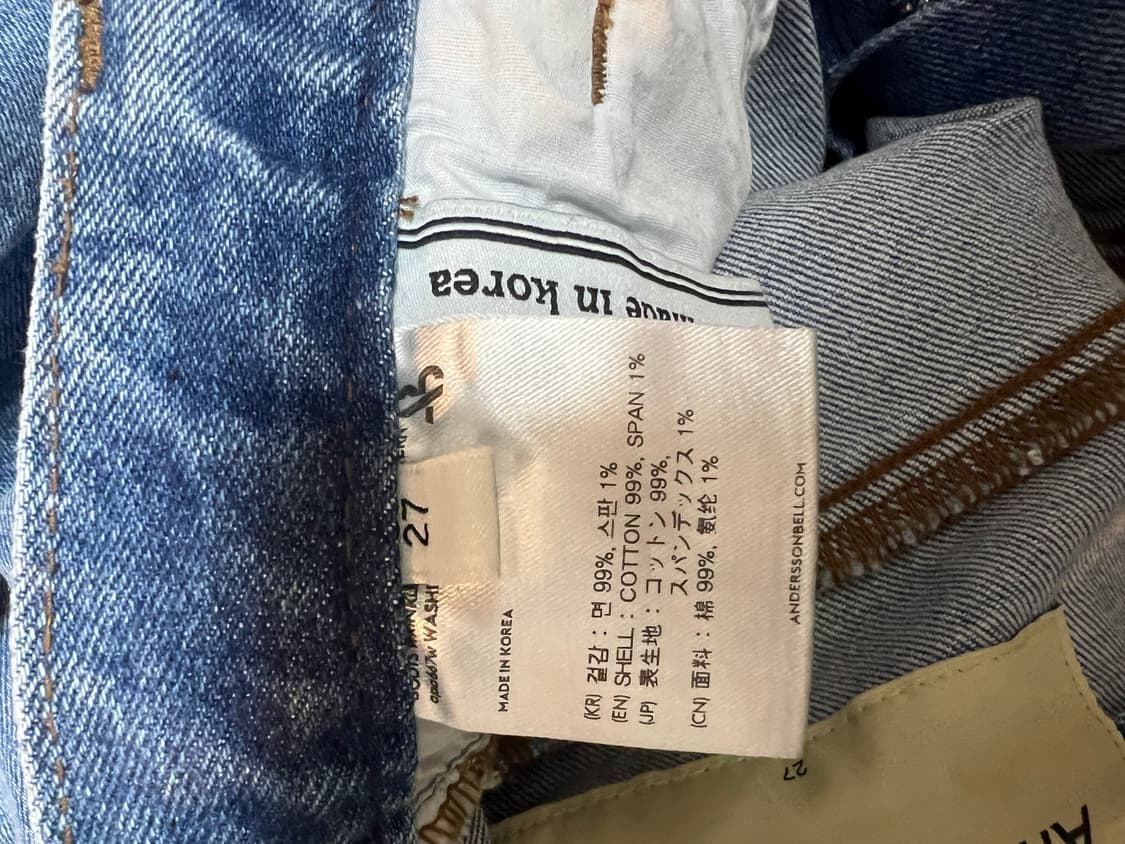 made in korea
27
WASH
MADE IN KOREA
(KR) 겉감 : 면 99%, 스판 1%
(EN) SHELL : COTTON 99%, SPAN 1%
(JP) 表生地 : コットン 99%,
スパンデックス 1%
(CN) 面料 : 棉 99%, 氨纶 1%
ANDERSSONBELL.COM
27